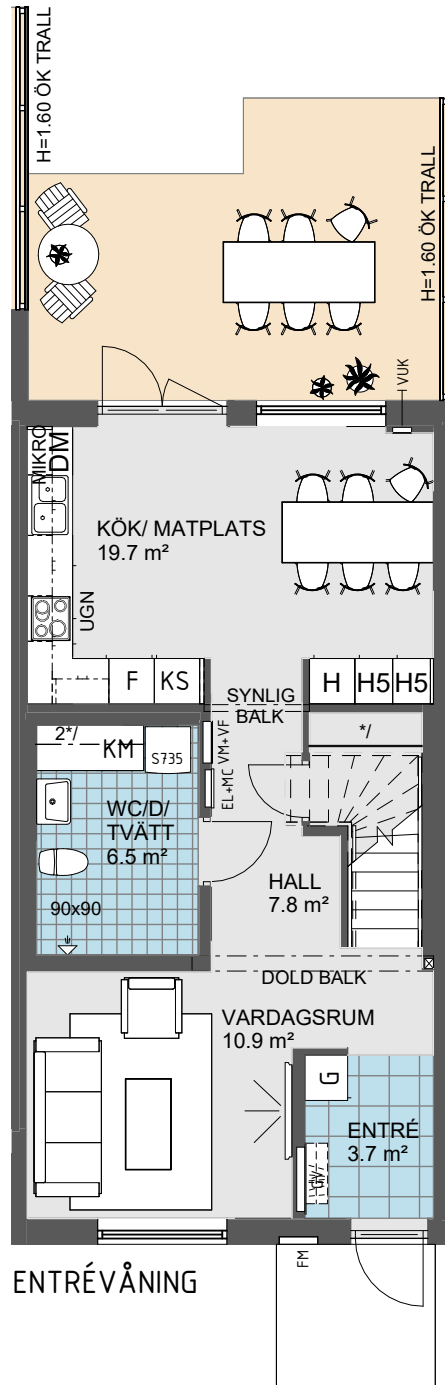 H=1.60 ÖK TRALL
H=1.60 ÖK TRALL
VUK
MIKRO
DM
KÖK/ MATPLATS
19.7 m²
UGN
F
KS
H
H5
H5
SYNLIG
BALK
*/
2*/
KM
S735
VM+VF
EL+MC
WC/D/
TVÄTT
6.5 m²
90x90
HALL
7.8 m²
DOLD BALK
VARDAGSRUM
10.9 m²
G
ENTRÉ
3.7 m²
FM
ENTRÉVÅNING